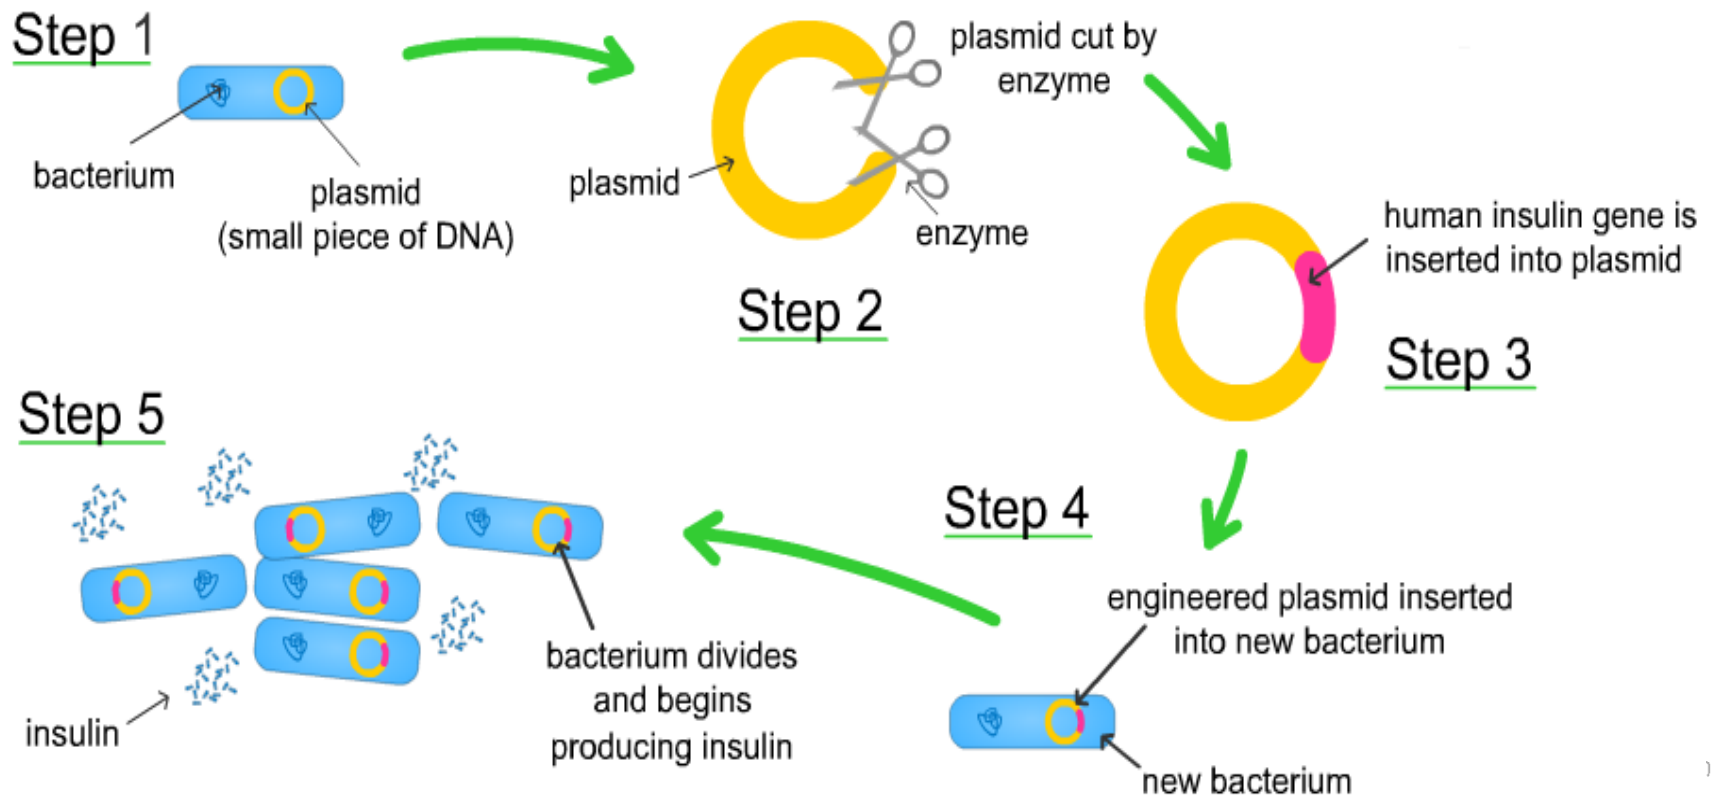 Step 1
bacterium
plasmid
(small piece of DNA)
plasmid
plasmid cut by
enzyme
enzyme
Step 2
human insulin gene is
inserted into plasmid
Step 3
Step 4
engineered plasmid inserted
into new bacterium
new bacterium
Step 5
bacterium divides
and begins
producing insulin
insulin
)